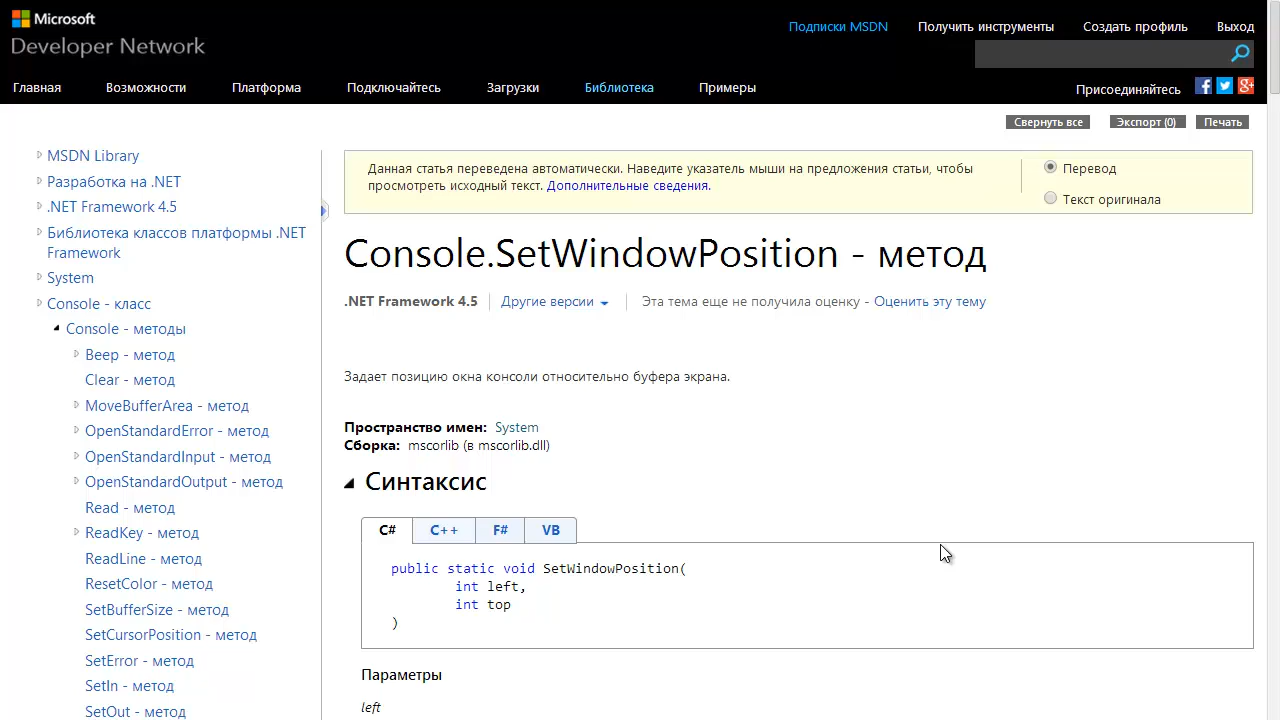 Microsoft
Developer Network
Подписки MSDN
Получить инструменты
Создать профиль
Выход
Главная
Возможности
Платформа
Подключайтесь
Загрузки
Библиотека
Примеры
Присоединяйтесь
Свернуть все
Экспорт (0)
Печать
MSDN Library
Разработка на .NET
.NET Framework 4.5
Библиотека классов платформы .NET
Framework
System
Console - класс
Console - методы
Beep - метод
Clear - метод
MoveBufferArea - метод
OpenStandardError - метод
OpenStandardInput - метод
OpenStandardOutput - метод
Read - метод
ReadKey - метод
ReadLine - метод
ResetColor - метод
SetBufferSize - метод
SetCursorPosition - метод
SetError - метод
SetIn - метод
SetOut - метод
Данная статья переведена автоматически. Наведите указатель мыши на предложения статьи, чтобы
просмотреть исходный текст. Дополнительные сведения.
Перевод
Текст оригинала
Console.SetWindowPosition - метод
.NET Framework 4.5
Другие версии
Эта тема еще не получила оценку - Оценить эту тему
Задает позицию окна консоли относительно буфера экрана.
Пространство имен: System
Сборка: mscorlib (в mscorlib.dll)
Синтаксис
C#
C++
F#
VB
public static void SetWindowPosition(
int left,
int top
)
Параметры
left